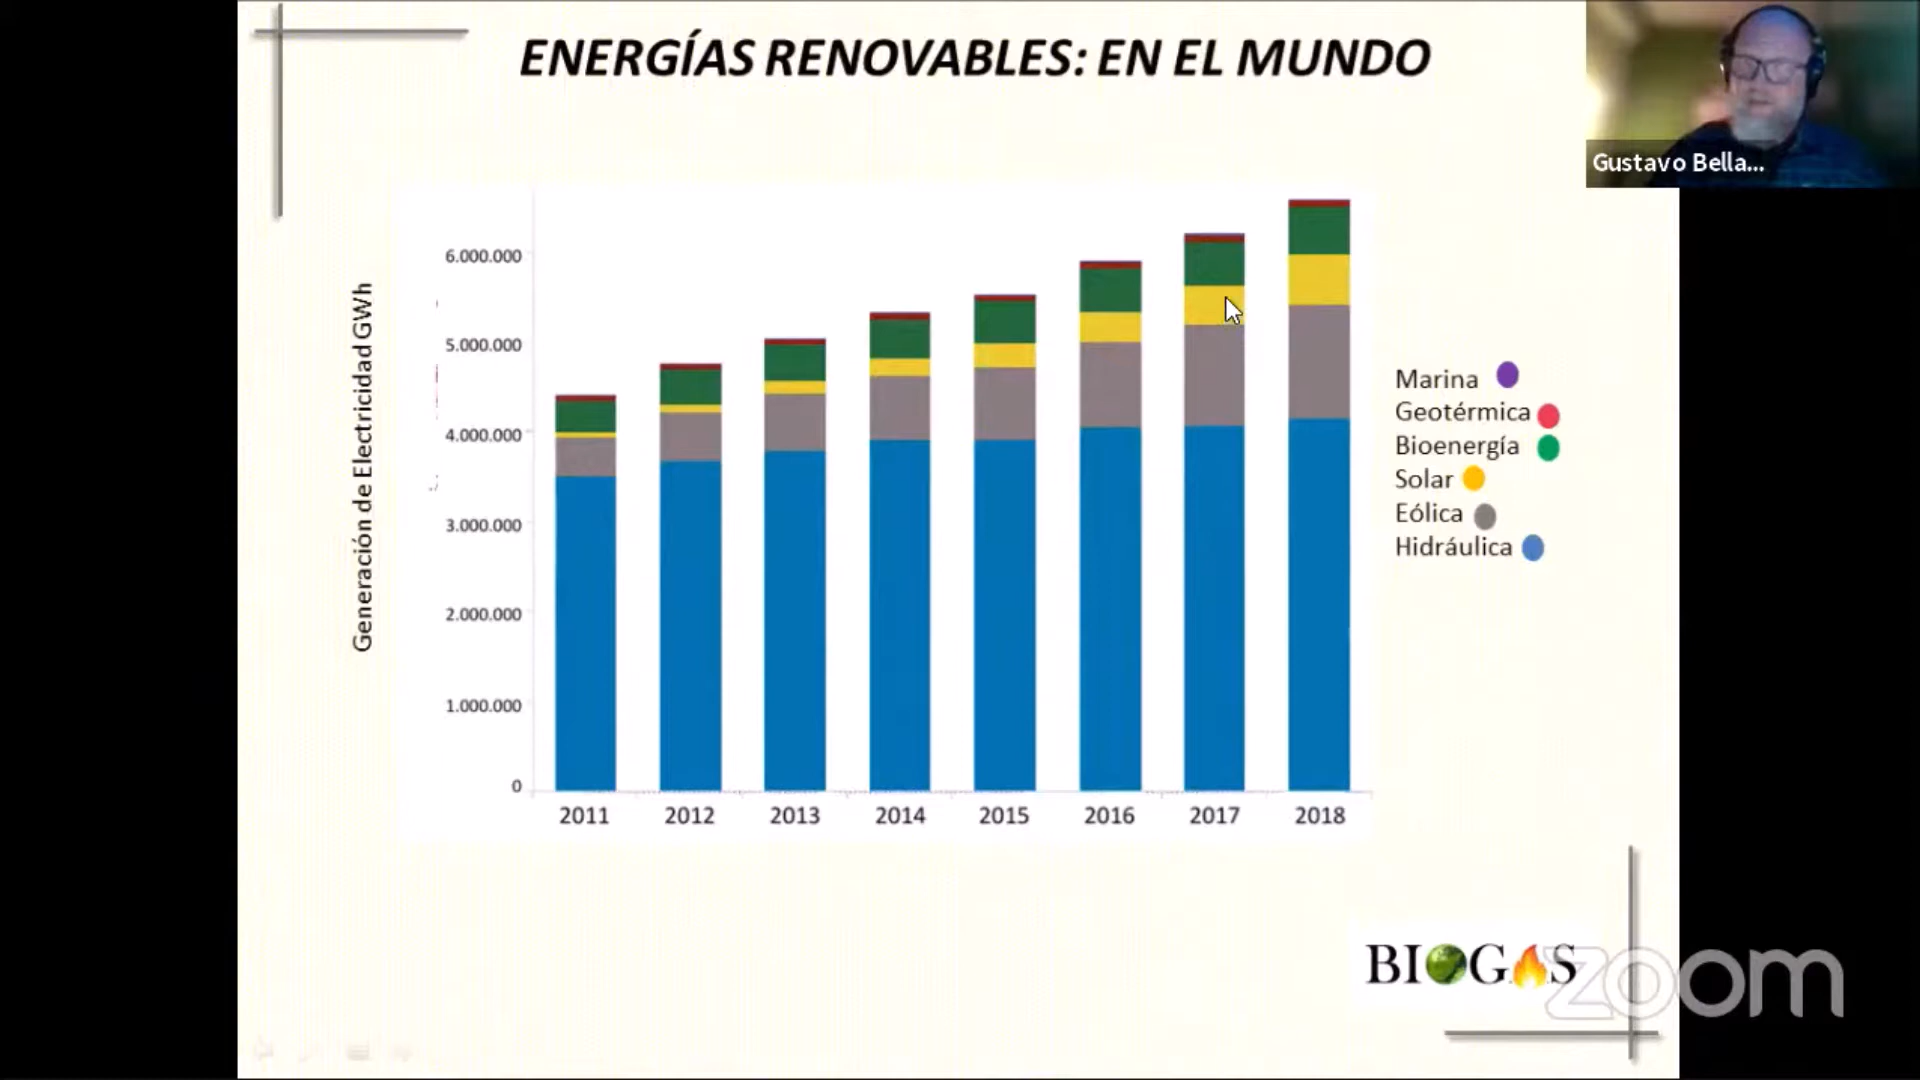 ENERGÍAS RENOVABLES: EN EL MUNDO
Gustavo Bella...
Generación de Electricidad GWh
6.000.000
5.000.000
4.000.000
3.000.000
2.000.000
1.000.000
0
2011 2012 2013 2014 2015 2016 2017 2018
Marina
Geotérmica
Bioenergía
Solar
Eólica
Hidráulica
BIOGAS
zoom